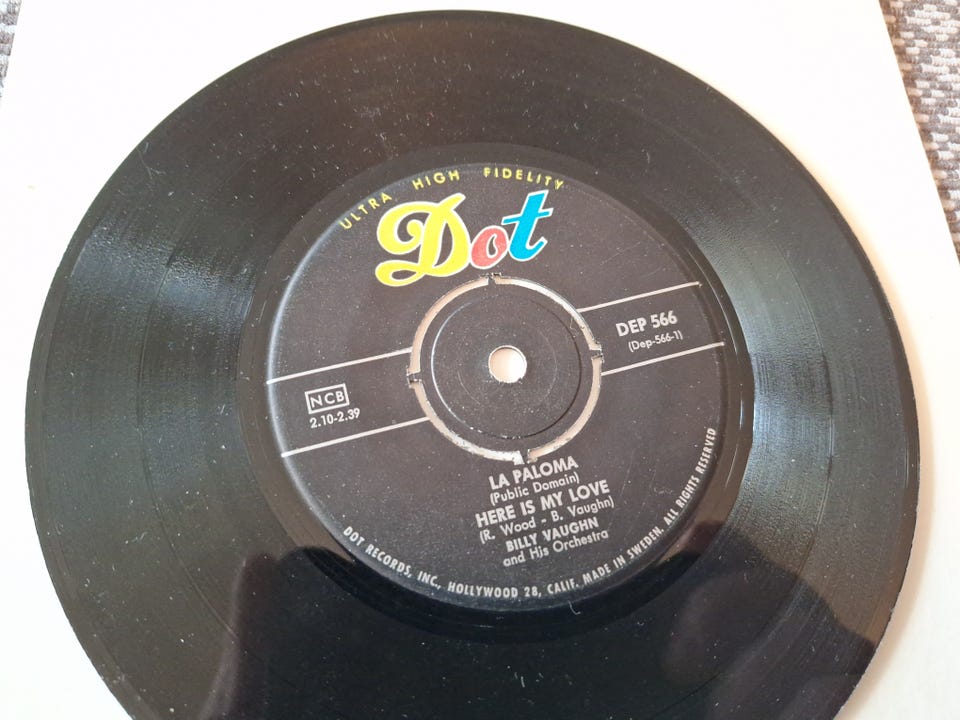 ULTRA HIGH FIDELITY
Dot
DEP 566
(Dep-566-1)
NCB
2.10-2.39
LA PALOMA
(Public Domain)
HERE IS MY LOVE
(R. Wood - B. Vaughn)
BILLY VAUGHN
and His Orchestra
DOT RECORDS, INC., HOLLYWOOD 28, CALIF. MADE IN SWEDEN. ALL RIGHTS RESERVED